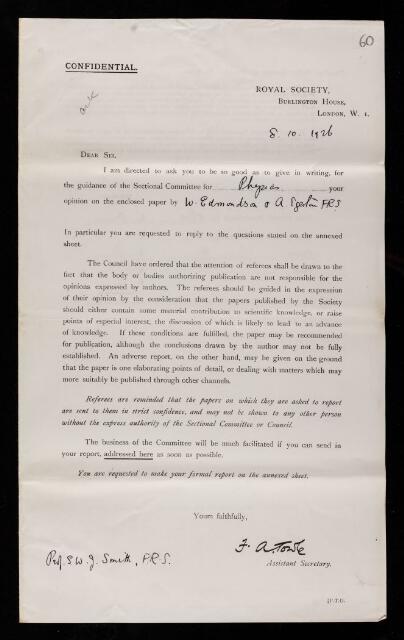 60
CONFIDENTIAL.
ack
ROYAL SOCIETY,
BURLINGTON HOUSE,
LONDON, W. 1.
8. 10. 1926
DEAR SIR,
I am directed to ask you to be so good as to give in writing, for
the guidance of the Sectional Committee for Physics your
opinion on the enclosed paper by W. Edmondson & A Egerton FRS
In particular you are requested to reply to the questions stated on the annexed
sheet.
The Council have ordered that the attention of referees shall be drawn to the
fact that the body or bodies authorizing publication are not responsible for the
opinions expressed by authors. The referees should be guided in the expression
of their opinion by the consideration that the papers published by the Society
should either contain some material contribution to scientific knowledge, or raise
points of especial interest, the discussion of which is likely to lead to an advance
of knowledge. If these conditions are fulfilled, the paper may be recommended
for publication, although the conclusions drawn by the author may not be fully
established. An adverse report, on the other hand, may be given on the ground
that the paper is one elaborating points of detail, or dealing with matters which may
more suitably be published through other channels.
Referees are reminded that the papers on which they are asked to report
are sent to them in strict confidence, and may not be shown to any other person
without the express authority of the Sectional Committee or Council.
The business of the Committee will be much facilitated if you can send in
your report, addressed here as soon as possible.
You are requested to make your formal report on the annexed sheet.
Yours faithfully,
F. A. Towle
Assistant Secretary.
Prof. S. W. J. Smith, F.R.S.
[P.T.O.